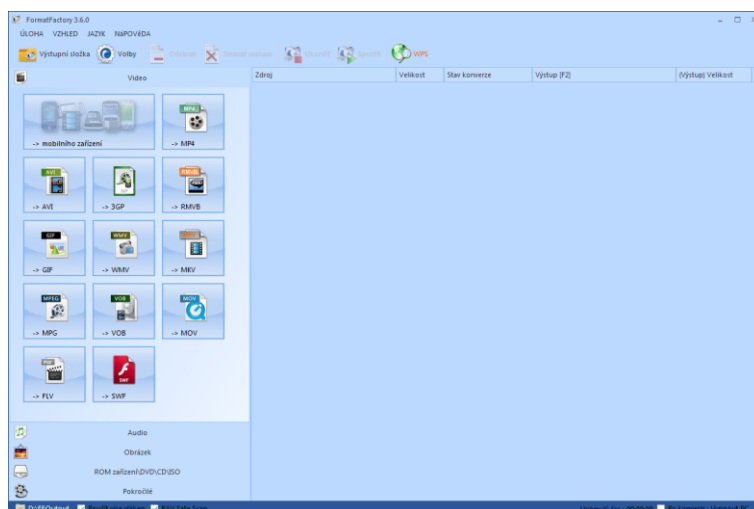 FormatFactory 3.6.0
ÚLOHA VZHLED JAZYK NÁPOVĚDA
Výstupní složka Volby WPS
Video
Zdroj Velikost Stav konverze Výstup [F2] (Výstup) Velikost
-> mobilního zařízení -> MP4
AVI RMVB
-> AVI -> 3GP -> RMVB
GIF WMV
-> GIF -> WMV -> MKV
MPEG VOB MOV
-> MPG -> VOB -> MOV
SWF
-> FLV -> SWF
Audio
Obrázek
ROM zařízení\DVD\CD\ISO
Pokročilé